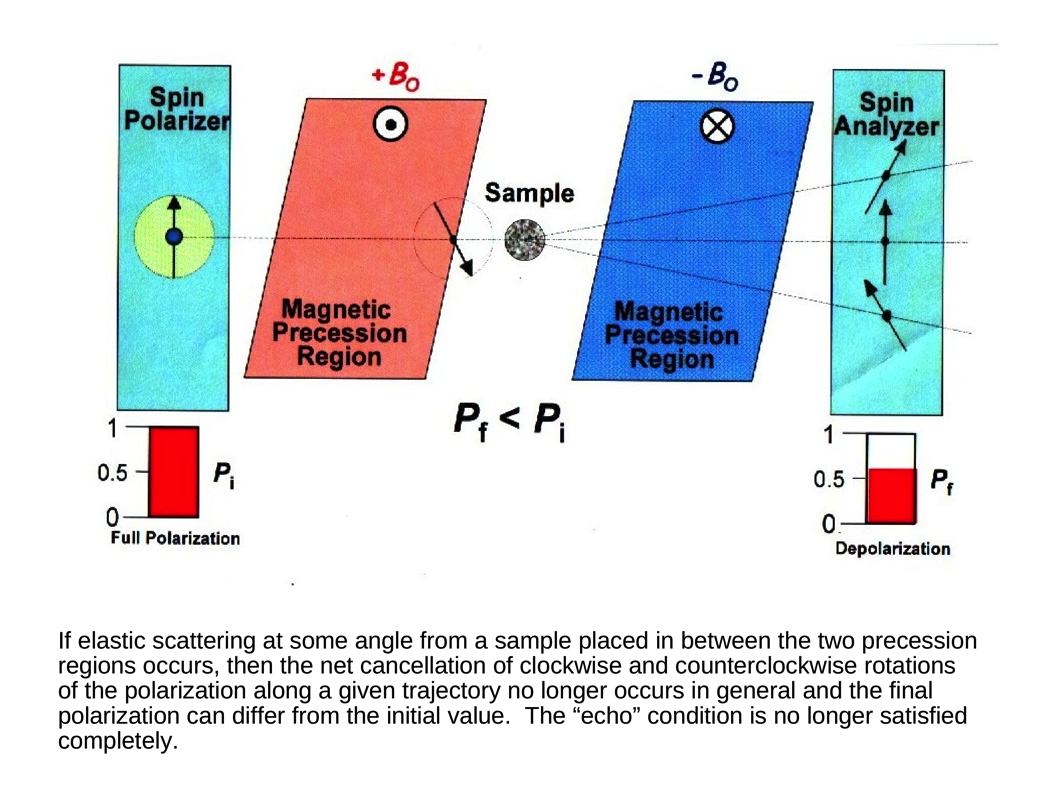 +B₀
-B₀
Spin
Polarizer
Spin
Analyzer
Sample
Magnetic
Precession
Region
Magnetic
Precession
Region
Pf < Pi
1
0.5
0
Pi
Full Polarization
1
0.5
0
Pf
Depolarization
If elastic scattering at some angle from a sample placed in between the two precession
regions occurs, then the net cancellation of clockwise and counterclockwise rotations
of the polarization along a given trajectory no longer occurs in general and the final
polarization can differ from the initial value.  The “echo” condition is no longer satisfied
completely.